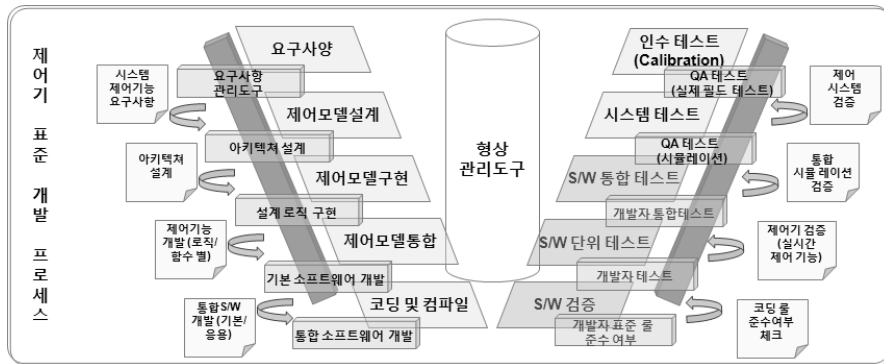 제어기 표준 개발 프로세스
요구사양
시스템
제어기능
요구사항
요구사항
관리도구
제어모델설계
아키텍쳐
설계
아키텍쳐 설계
제어모델구현
설계 로직 구현
제어기능
개발 (로직/
함수 별)
제어모델통합
기본 소프트웨어 개발
통합 S/W
개발 (기본/
응용)
코딩 및 컴파일
통합 소프트웨어 개발
형상
관리도구
인수 테스트
(Calibration)
QA 테스트
(실제 필드 테스트)
제어
시스템
검증
시스템 테스트
QA 테스트
(시뮬레이션)
통합
시뮬 레이션
검증
S/W 통합 테스트
개발자 통합테스트
제어기 검증
(실시간
제어 기능)
S/W 단위 테스트
개발자 테스트
S/W 검증
개발자 표준 룰
준수 여부
코딩 룰
준수여부
체크